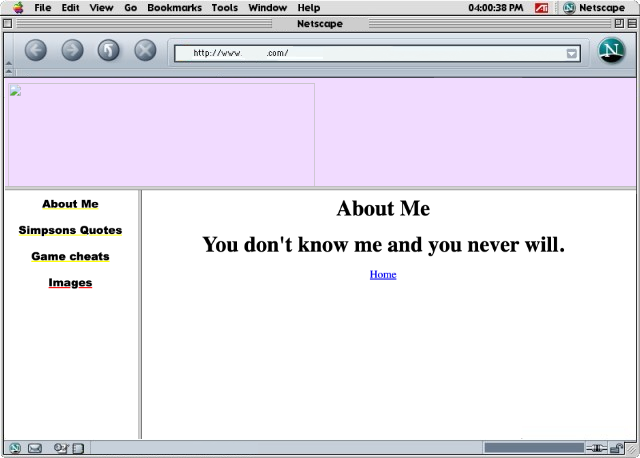 File Edit View Go Bookmarks Tools Window Help 04:00:38 PM Netscape
Netscape
http://www. .com/
About Me
Simpsons Quotes
Game cheats
Images
About Me
You don't know me and you never will.
Home